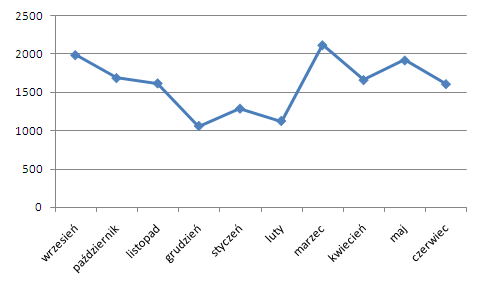 2500
2000
1500
1000
500
0
wrzesień
październik
listopad
grudzień
styczeń
luty
marzec
kwiecień
maj
czerwiec